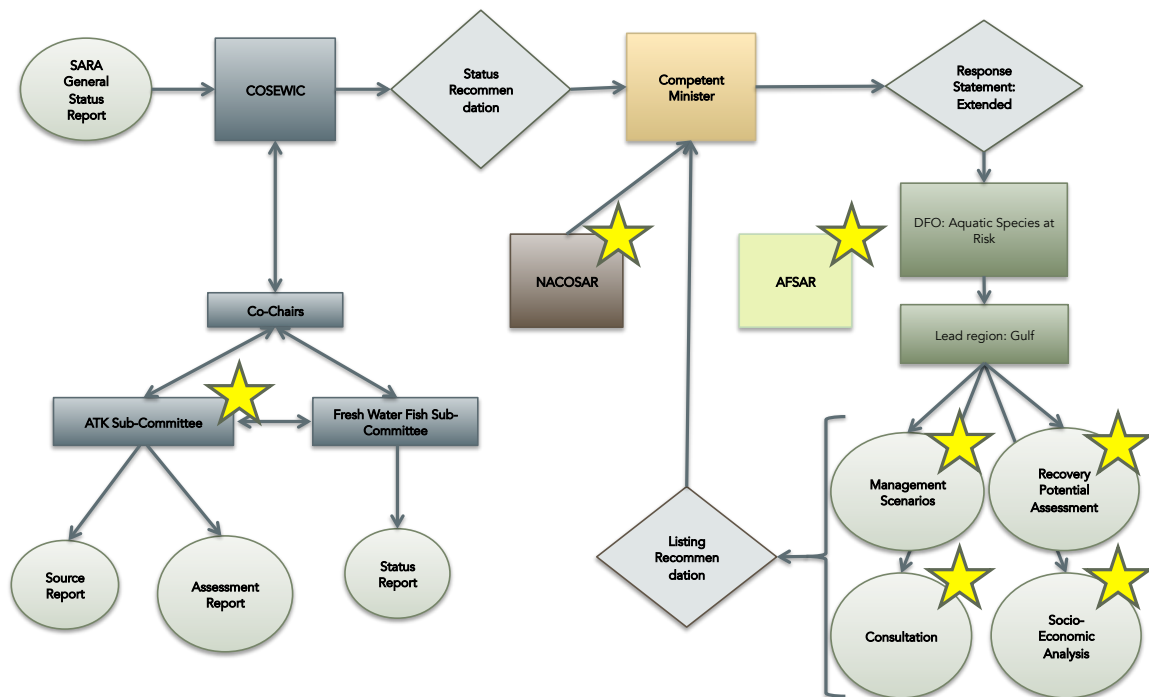 SARA
General
Status
Report
COSEWIC
Status
Recommen
dation
Competent
Minister
Response
Statement:
Extended
DFO: Aquatic Species at
Risk
NACOSAR
AFSAR
Co-Chairs
Lead region: Gulf
ATK Sub-Committee
Fresh Water Fish Sub-
Committee
Management
Scenarios
Recovery
Potential
Assessment
Source
Report
Assessment
Report
Status
Report
Listing
Recommen
dation
Consultation
Socio-
Economic
Analysis